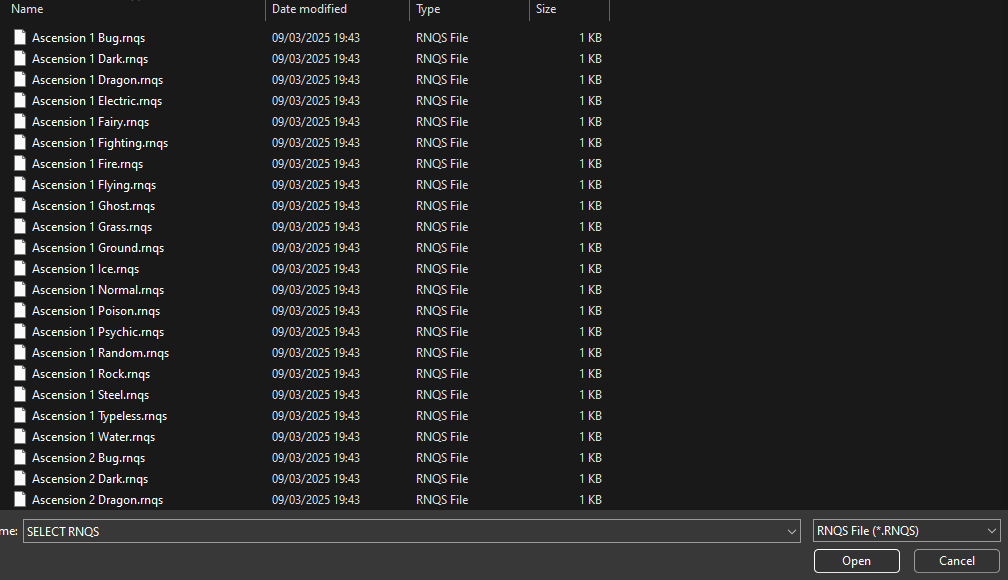 Name Date modified Type Size
Ascension 1 Bug.rnqs 09/03/2025 19:43 RNQS File 1 KB
Ascension 1 Dark.rnqs 09/03/2025 19:43 RNQS File 1 KB
Ascension 1 Dragon.rnqs 09/03/2025 19:43 RNQS File 1 KB
Ascension 1 Electric.rnqs 09/03/2025 19:43 RNQS File 1 KB
Ascension 1 Fairy.rnqs 09/03/2025 19:43 RNQS File 1 KB
Ascension 1 Fighting.rnqs 09/03/2025 19:43 RNQS File 1 KB
Ascension 1 Fire.rnqs 09/03/2025 19:43 RNQS File 1 KB
Ascension 1 Flying.rnqs 09/03/2025 19:43 RNQS File 1 KB
Ascension 1 Ghost.rnqs 09/03/2025 19:43 RNQS File 1 KB
Ascension 1 Grass.rnqs 09/03/2025 19:43 RNQS File 1 KB
Ascension 1 Ground.rnqs 09/03/2025 19:43 RNQS File 1 KB
Ascension 1 Ice.rnqs 09/03/2025 19:43 RNQS File 1 KB
Ascension 1 Normal.rnqs 09/03/2025 19:43 RNQS File 1 KB
Ascension 1 Poison.rnqs 09/03/2025 19:43 RNQS File 1 KB
Ascension 1 Psychic.rnqs 09/03/2025 19:43 RNQS File 1 KB
Ascension 1 Random.rnqs 09/03/2025 19:43 RNQS File 1 KB
Ascension 1 Rock.rnqs 09/03/2025 19:43 RNQS File 1 KB
Ascension 1 Steel.rnqs 09/03/2025 19:43 RNQS File 1 KB
Ascension 1 Typeless.rnqs 09/03/2025 19:43 RNQS File 1 KB
Ascension 1 Water.rnqs 09/03/2025 19:43 RNQS File 1 KB
Ascension 2 Bug.rnqs 09/03/2025 19:43 RNQS File 1 KB
Ascension 2 Dark.rnqs 09/03/2025 19:43 RNQS File 1 KB
Ascension 2 Dragon.rnqs 09/03/2025 19:43 RNQS File 1 KB
me: SELECT RNQS RNQS File (*.RNQS)
Open Cancel